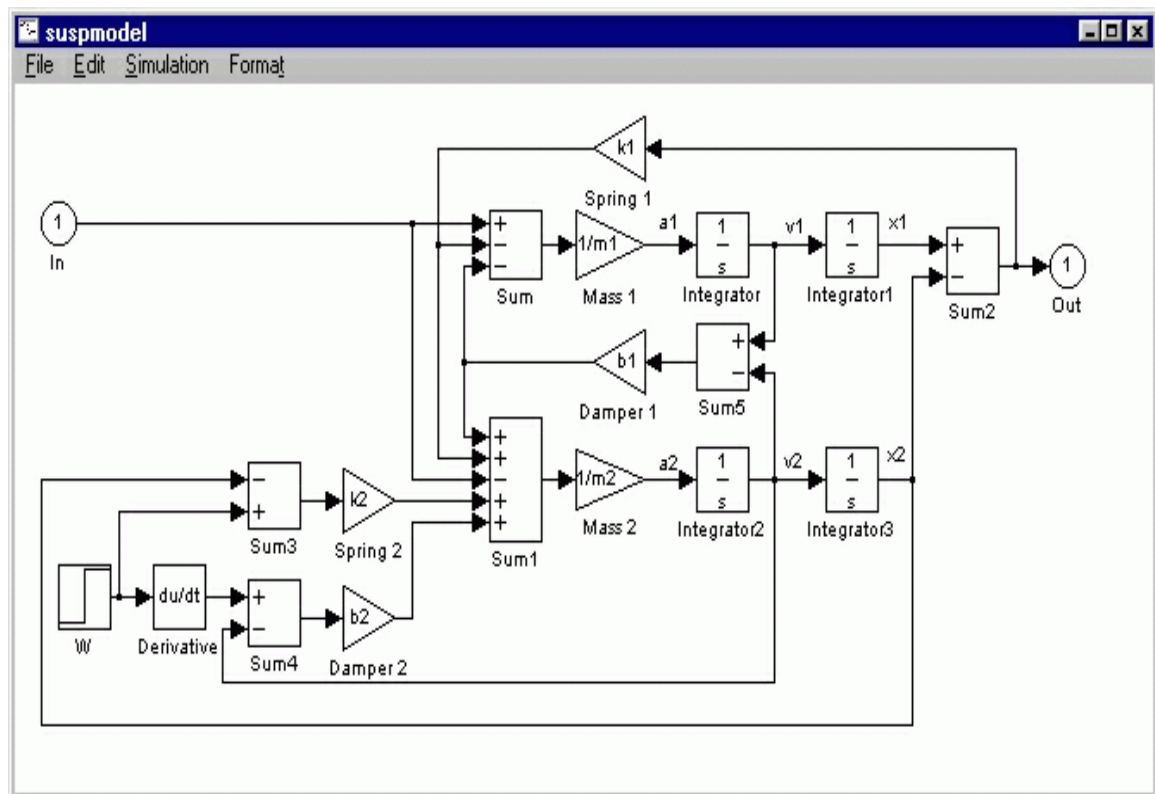 suspmodel
File Edit Simulation Format
k1
Spring 1
1
In
+
−
−
Sum
1/m1
Mass 1
a1
1
s
Integrator
v1
1
s
Integrator1
x1
+
−
Sum2
1
Out
+
−
Sum5
b1
Damper 1
+
+
−
+
+
Sum1
1/m2
Mass 2
a2
1
s
Integrator2
v2
1
s
Integrator3
x2
−
+
Sum3
k2
Spring 2
W
du/dt
Derivative
+
−
Sum4
b2
Damper 2